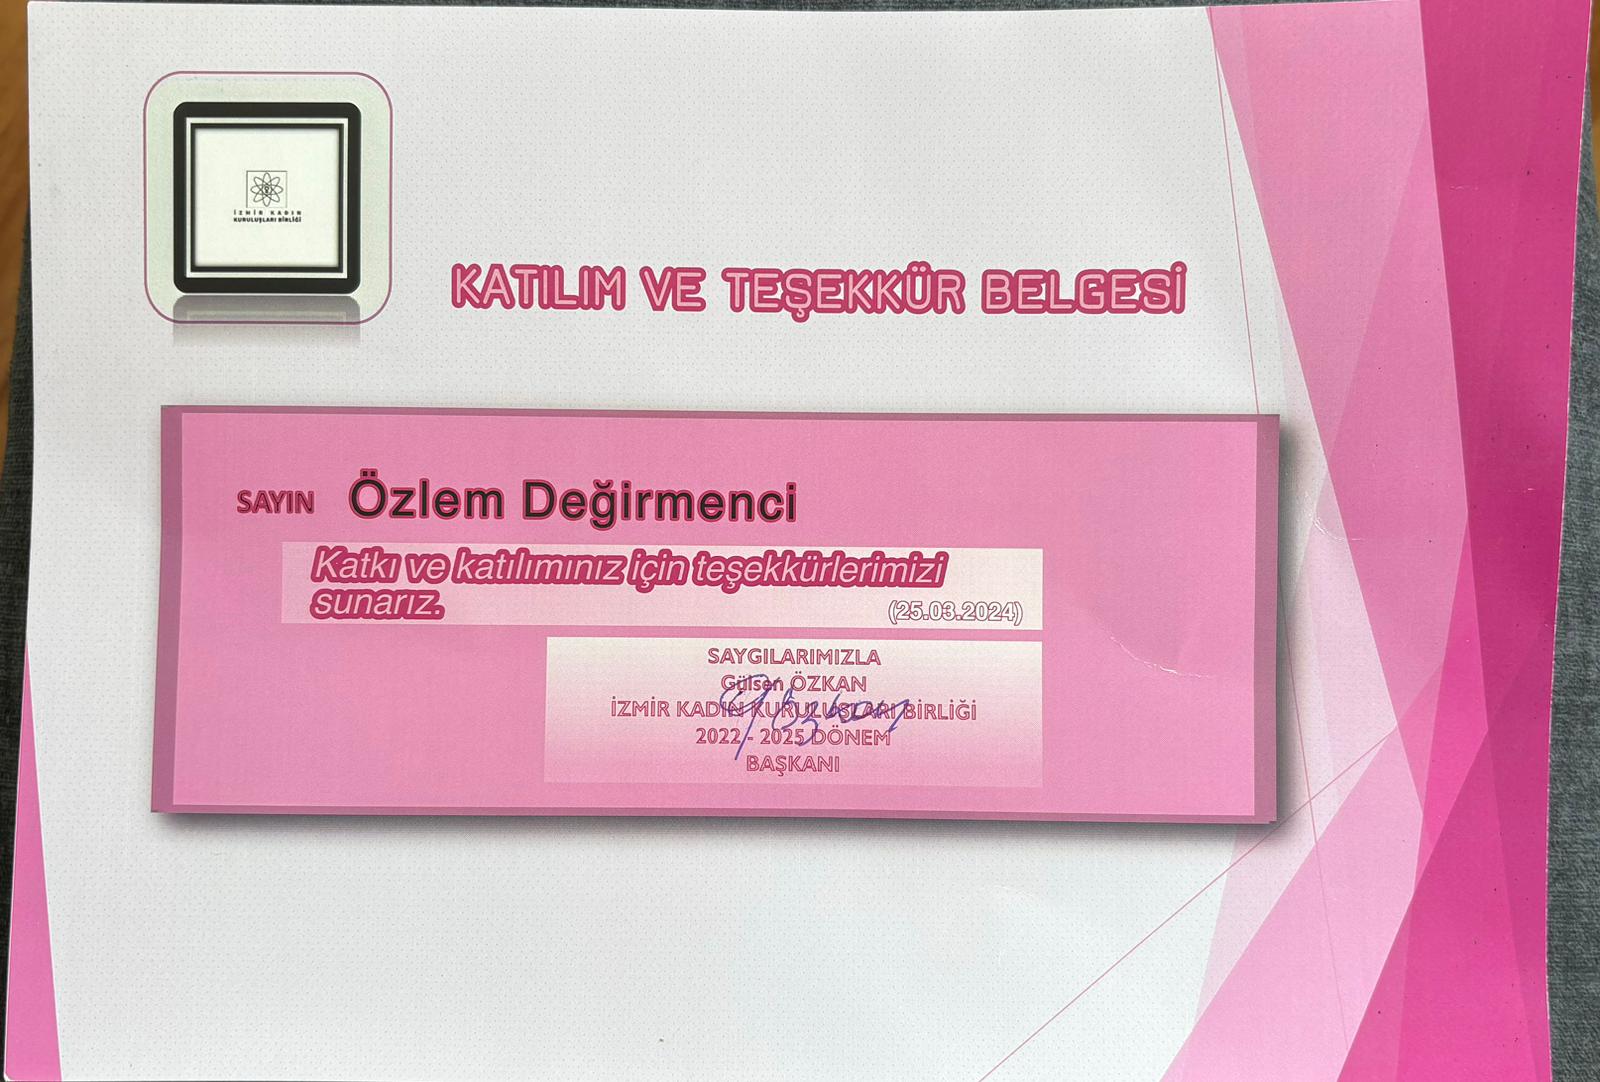 İZMİR KADIN
KURULUŞLARI BİRLİĞİ
KATILIM VE TEŞEKKÜR BELGESİ
SAYIN Özlem Değirmenci
Katkı ve katılımınız için teşekkürlerimizi
sunarız. (25.03.2024)
SAYGILARIMIZLA
Gülsen ÖZKAN
İZMİR KADIN KURULUŞLARI BİRLİĞİ
2022 - 2025 DÖNEM
BAŞKANI